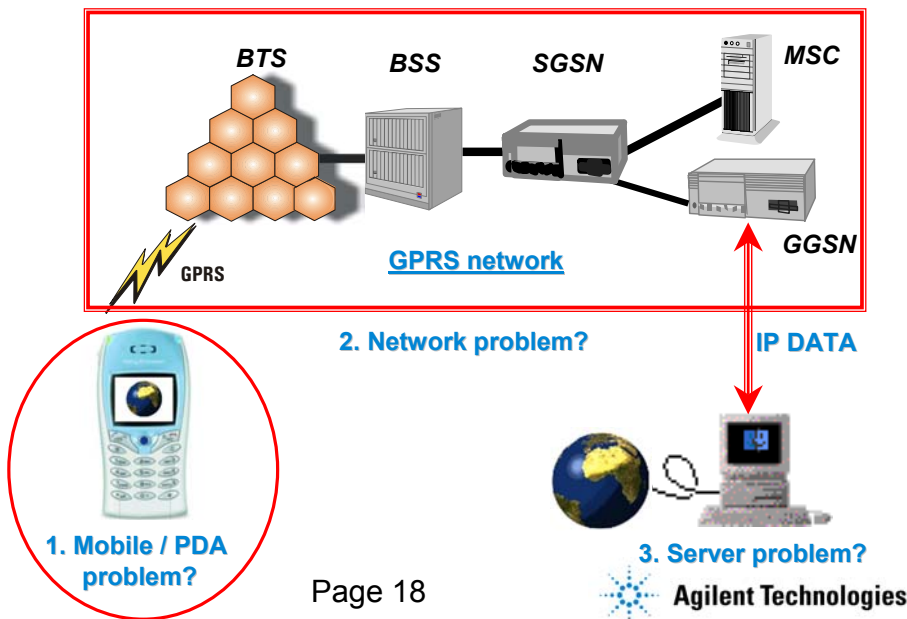 BTS
BSS
SGSN
MSC
GGSN
GPRS
GPRS network
2. Network problem?
IP DATA
1. Mobile / PDA
problem?
3. Server problem?
Page 18
Agilent Technologies